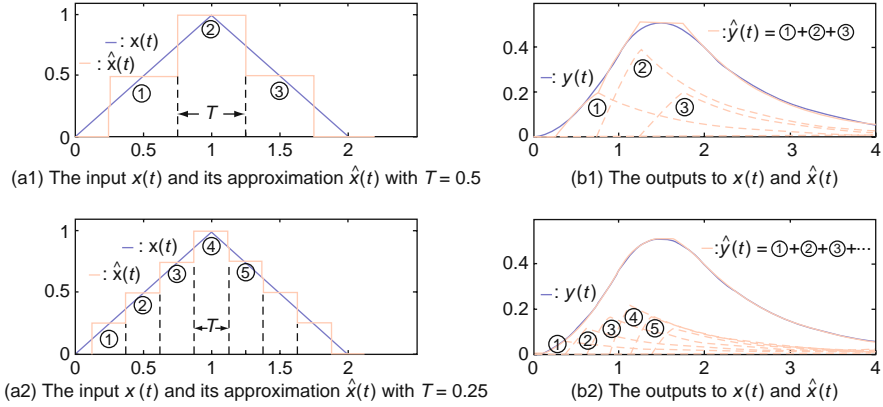 1
0.5
0
—: x(t)
—: x̂(t)
① ② ③
T
0 0.5 1 1.5 2
(a1) The input x(t) and its approximation x̂(t) with T = 0.5
0.4
0.2
0
—: ŷ(t) = ①+②+③
—: y(t)
① ② ③
0 1 2 3 4
(b1) The outputs to x(t) and x̂(t)
1
0.5
0
—: x(t)
—: x̂(t)
① ② ③ ④ ⑤
T
0 0.5 1 1.5 2
(a2) The input x (t) and its approximation x̂(t) with T = 0.25
0.4
0.2
0
—: ŷ(t) = ①+②+③+···
—: y(t)
① ② ③ ④ ⑤
0 1 2 3 4
(b2) The outputs to x(t) and x̂(t)